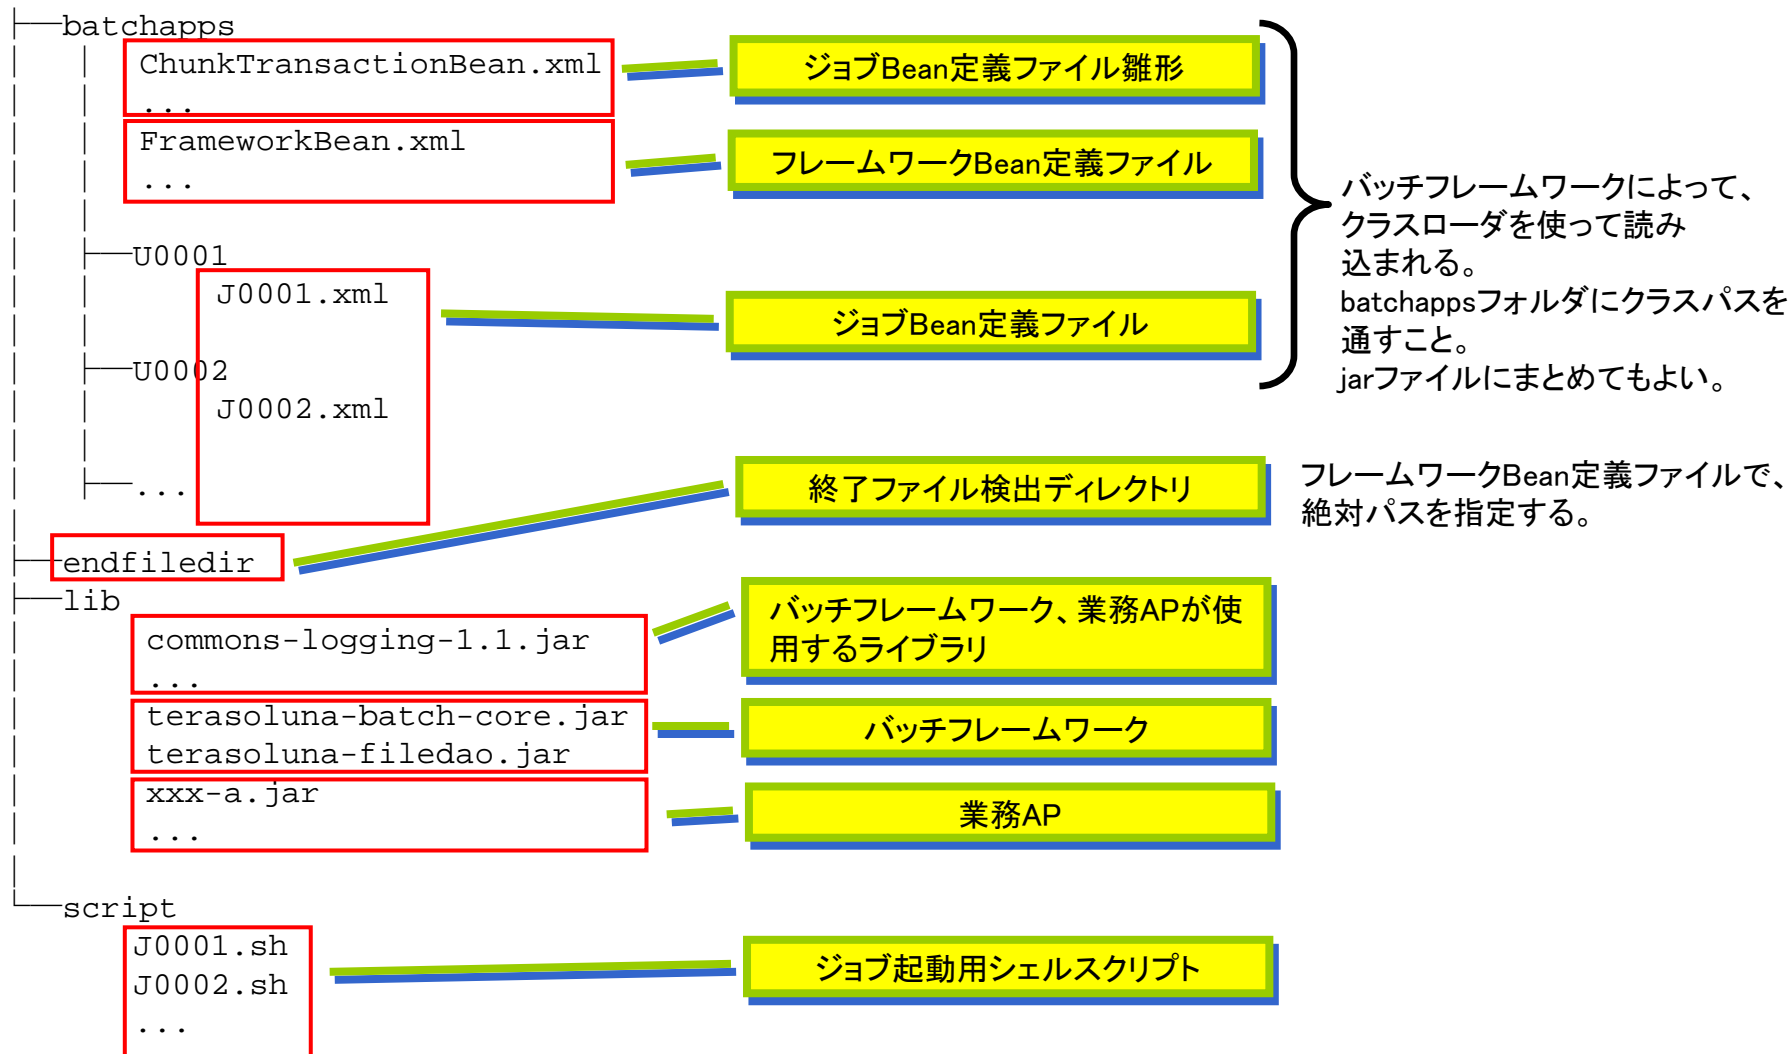 batchapps
ChunkTransactionBean.xml
...
ジョブBean定義ファイル雛形
FrameworkBean.xml
...
フレームワークBean定義ファイル
バッチフレームワークによって、
クラスローダを使って読み
込まれる。
batchappsフォルダにクラスパスを
通すこと。
jarファイルにまとめてもよい。
U0001
J0001.xml
ジョブBean定義ファイル
U0002
J0002.xml
...
終了ファイル検出ディレクトリ
フレームワークBean定義ファイルで、
絶対パスを指定する。
endfiledir
lib
commons-logging-1.1.jar
...
バッチフレームワーク、業務APが使
用するライブラリ
terasoluna-batch-core.jar
terasoluna-filedao.jar
バッチフレームワーク
xxx-a.jar
...
業務AP
script
J0001.sh
J0002.sh
...
ジョブ起動用シェルスクリプト